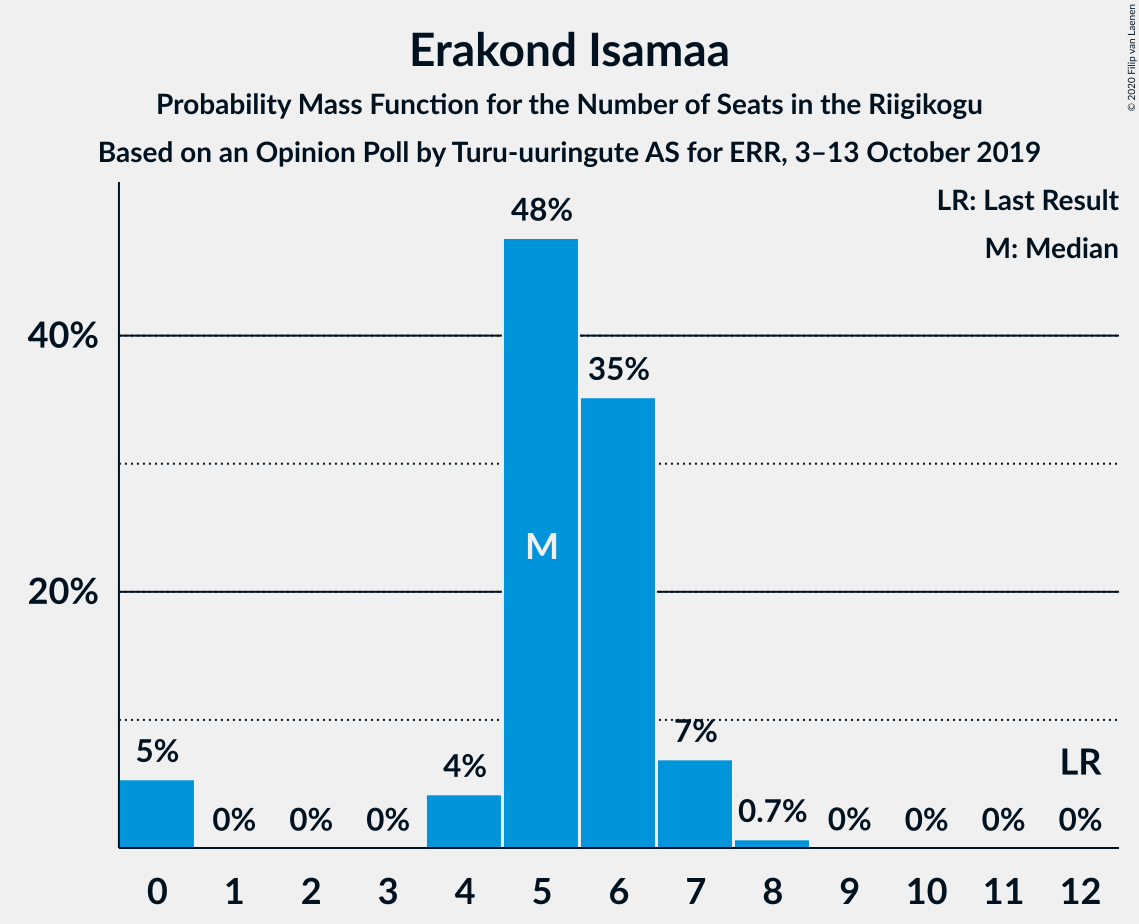 Erakond Isamaa
Probability Mass Function for the Number of Seats in the Riigikogu
Based on an Opinion Poll by Turu-uuringute AS for ERR, 3–13 October 2019
© 2020 Filip van Laenen
LR: Last Result
M: Median
48%
40%
35%
M
20%
7%
5%
4%
LR
0%
0%
0%
0.7%
0%
0%
0%
0%
0 1 2 3 4 5 6 7 8 9 10 11 12